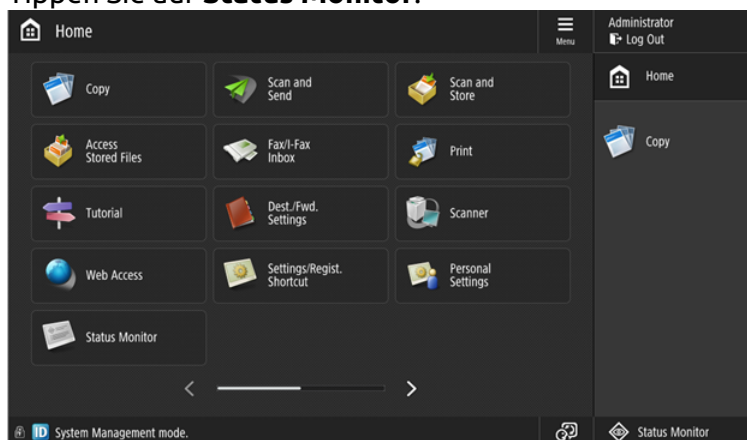 Tippen Sie auf Status Monitor.
Home
Menu
Administrator
Log Out
Home
Copy
Copy
Scan and
Send
Scan and
Store
Access
Stored Files
Fax/I-Fax
Inbox
Print
Tutorial
Dest./Fwd.
Settings
Scanner
Web Access
Settings/Regist.
Shortcut
Personal
Settings
Status Monitor
ID System Management mode.
Status Monitor